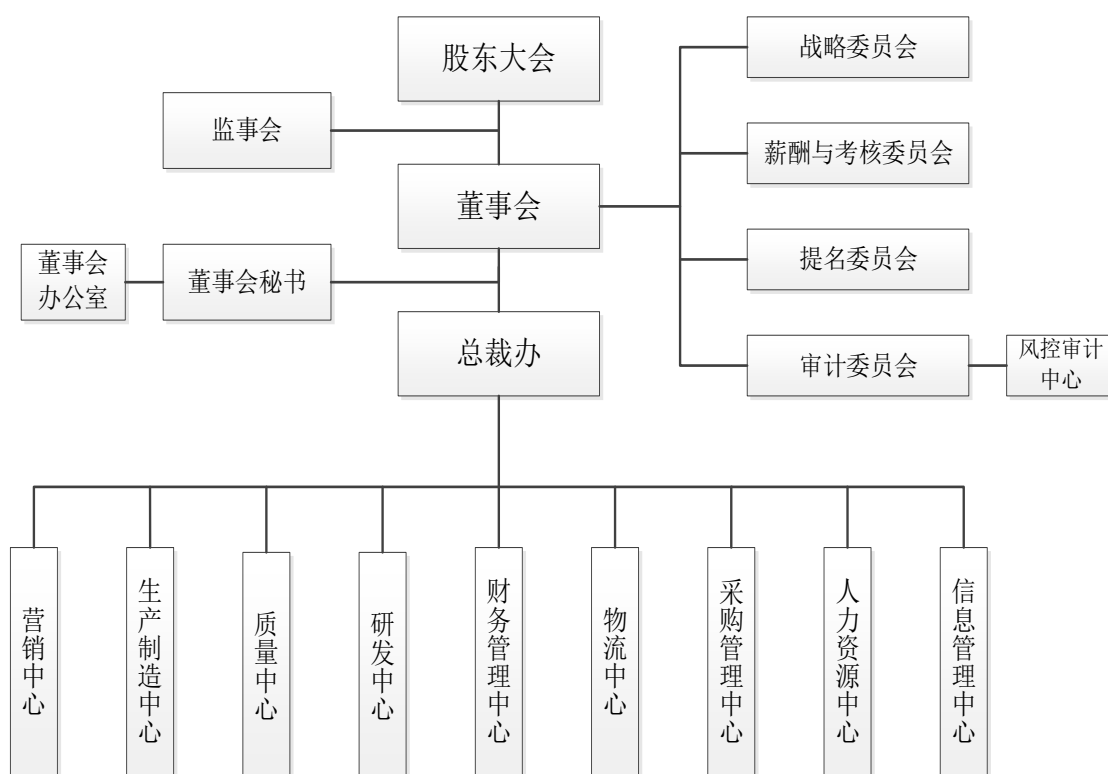 股东大会
战略委员会
监事会
薪酬与考核委员会
董事会
提名委员会
董事会
办公室
董事会秘书
总裁办
审计委员会
风控审计
中心
营销中心
生产制造中心
质量中心
研发中心
财务管理中心
物流中心
采购管理中心
人力资源中心
信息管理中心